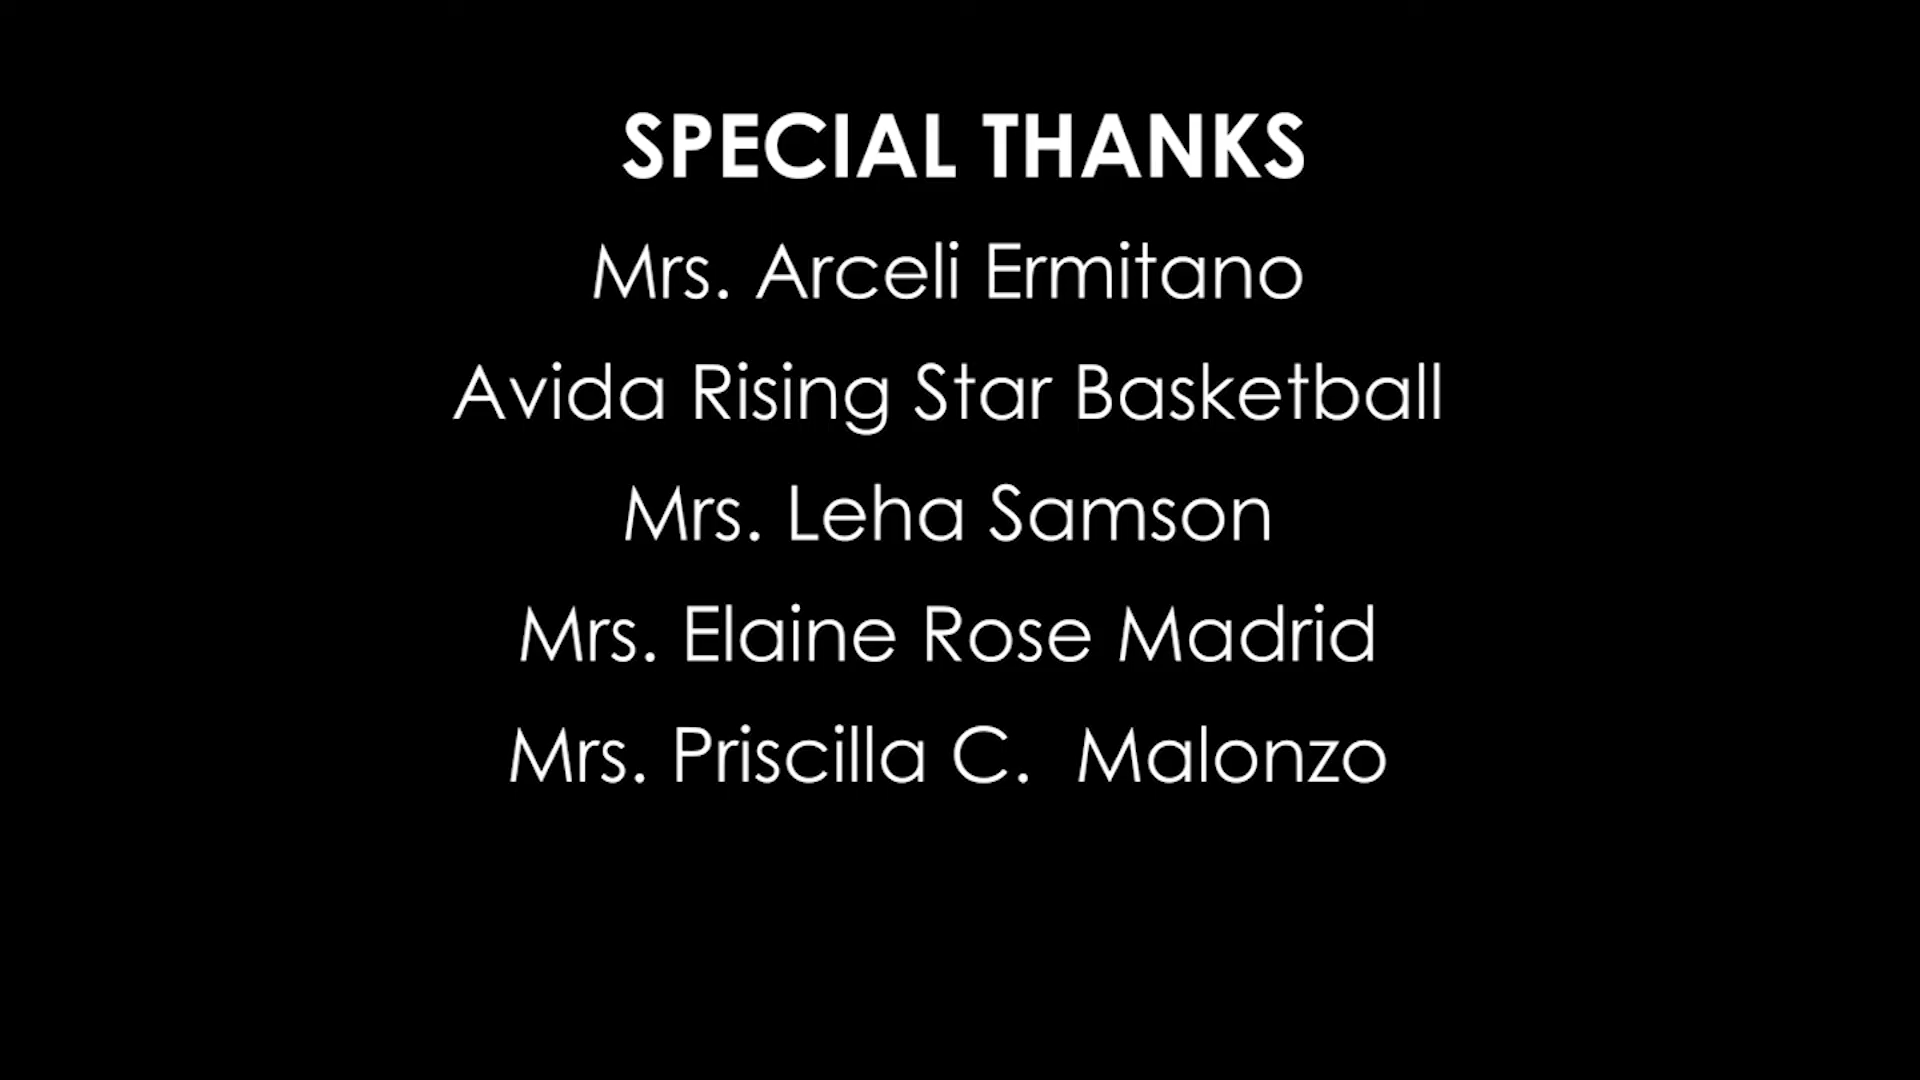 SPECIAL THANKS
Mrs. Arceli Ermitano
Avida Rising Star Basketball
Mrs. Leha Samson
Mrs. Elaine Rose Madrid
Mrs. Priscilla C.  Malonzo